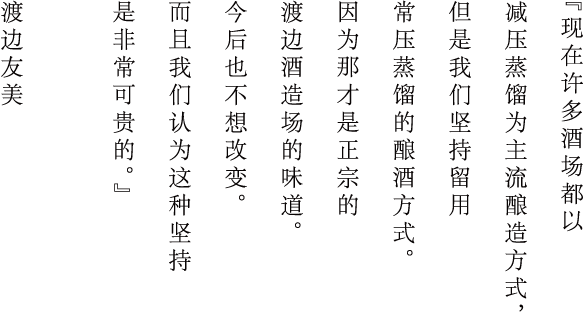 『现在许多酒场都以
减压蒸馏为主流酿造方式，
但是我们坚持留用
常压蒸馏的酿酒方式。
因为那才是正宗的
渡边酒造场的味道。
今后也不想改变。
而且我们认为这种坚持
是非常可贵的。』
渡边友美